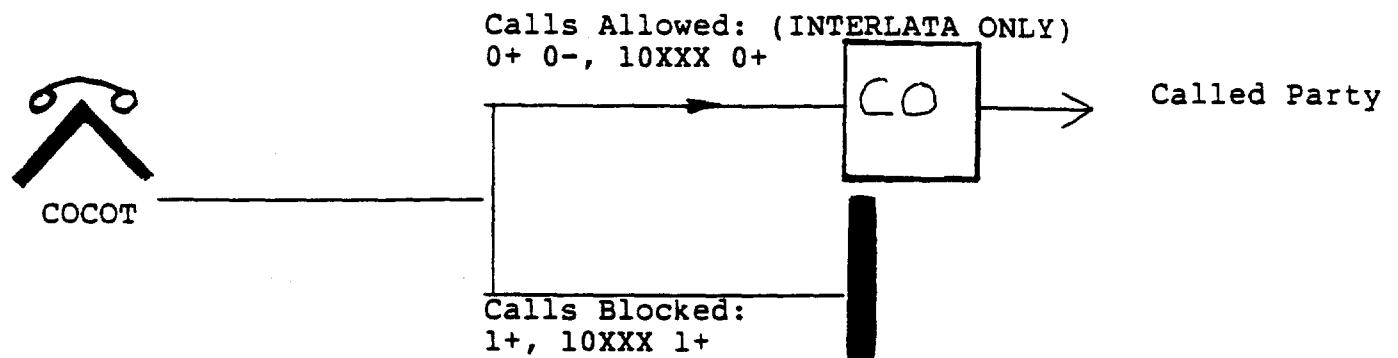 Calls Allowed: (INTERLATA ONLY)
0+ 0-, 10XXX 0+
CO
Called Party
COCOT
Calls Blocked:
1+, 10XXX 1+